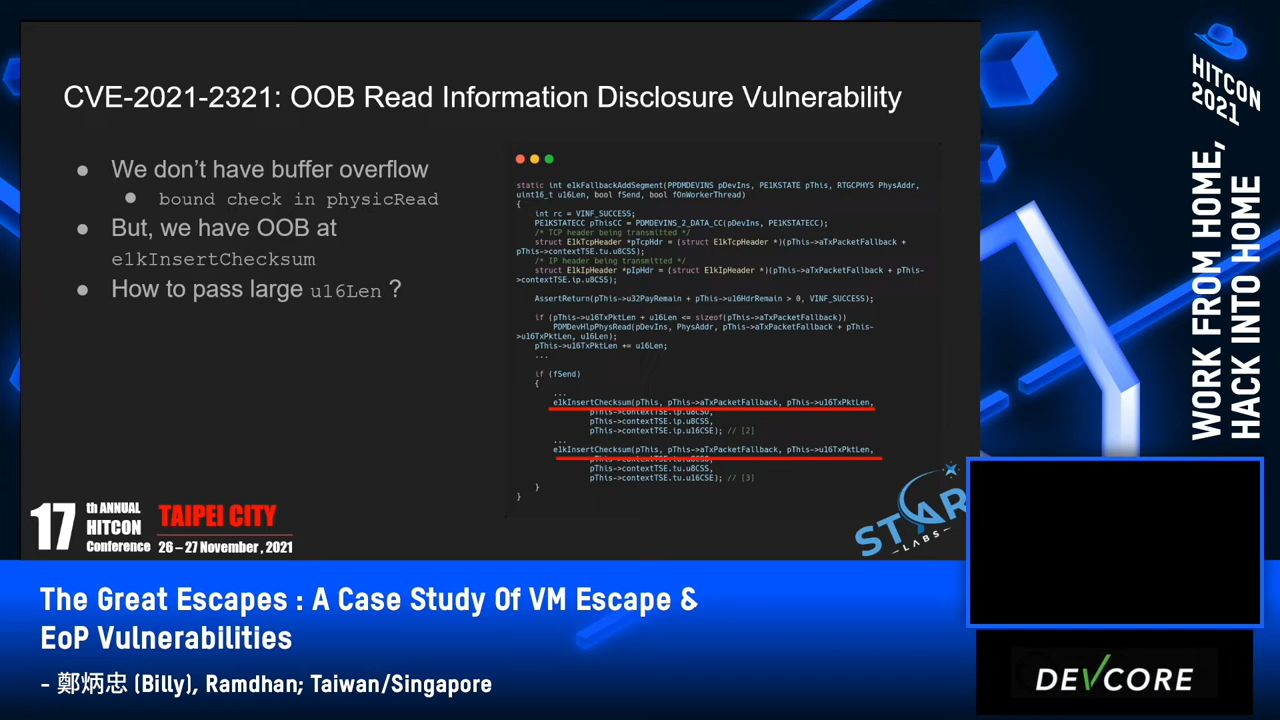 CVE-2021-2321: OOB Read Information Disclosure Vulnerability
● We don't have buffer overflow
● bound check in physicRead
● But, we have OOB at
e1kInsertChecksum
● How to pass large u16Len ?
static int e1kFallbackAddSegment(PPDMDEVINS pDevIns, PE1KSTATE pThis, RTGCPHYS PhysAddr,
uint16_t u16Len, bool fSend, bool fOnWorkerThread)
{
int rc = VINF_SUCCESS;
PE1KSTATECC pThisCC = PDMDEVINS_2_DATA_CC(pDevIns, PE1KSTATECC);
/* TCP header being transmitted */
struct E1kTcpHeader *pTcpHdr = (struct E1kTcpHeader *)(pThis->aTxPacketFallback +
pThis->contextTSE.tu.u8CSS);
/* IP header being transmitted */
struct E1kIpHeader *pIpHdr = (struct E1kIpHeader *)(pThis->aTxPacketFallback + pThis-
>contextTSE.ip.u8CSS);
AssertReturn(pThis->u32PayRemain + pThis->u16HdrRemain > 0, VINF_SUCCESS);
if (pThis->u16TxPktLen + u16Len <= sizeof(pThis->aTxPacketFallback))
PDMDevHlpPhysRead(pDevIns, PhysAddr, pThis->aTxPacketFallback + pThis-
>u16TxPktLen, u16Len);
pThis->u16TxPktLen += u16Len;
...
if (fSend)
{
...
e1kInsertChecksum(pThis, pThis->aTxPacketFallback, pThis->u16TxPktLen,
pThis->contextTSE.ip.u8CSO,
pThis->contextTSE.ip.u8CSS,
pThis->contextTSE.ip.u16CSE); // [2]
...
e1kInsertChecksum(pThis, pThis->aTxPacketFallback, pThis->u16TxPktLen,
pThis->contextTSE.tu.u8CSO,
pThis->contextTSE.tu.u8CSS,
pThis->contextTSE.tu.u16CSE); // [3]
}
}
STAR
LABS
17 th ANNUAL
HITCON
Conference
TAIPEI CITY
26 – 27 November , 2021
HITCON
2021
WORK FROM HOME,
HACK INTO HOME
The Great Escapes : A Case Study Of VM Escape &
EoP Vulnerabilities
- 鄭炳忠 (Billy), Ramdhan; Taiwan/Singapore
DEVCORE